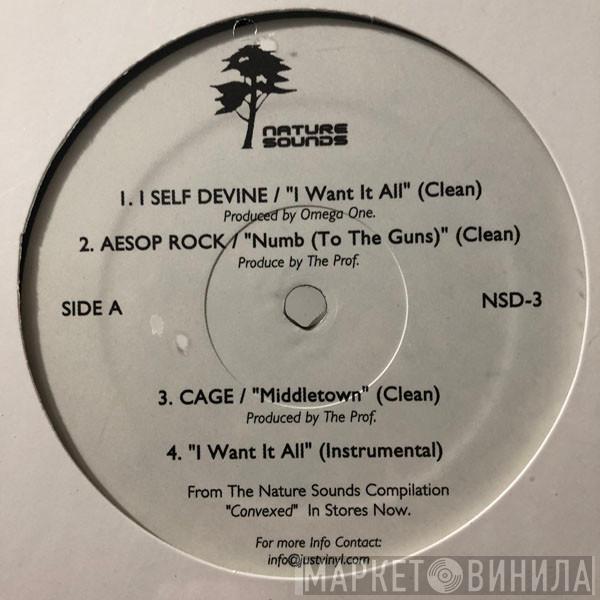 NATURE
SOUNDS
1. I SELF DEVINE / "I Want It All" (Clean)
Produced by Omega One.
2. AESOP ROCK / "Numb (To The Guns)" (Clean)
Produce by The Prof.
SIDE A
NSD-3
3. CAGE / "Middletown" (Clean)
Produced by The Prof.
4. "I Want It All" (Instrumental)
From The Nature Sounds Compilation
"Convexed" In Stores Now.
For more Info Contact:
info@justvinyl.com
МАРКЕТ ВИНИЛА